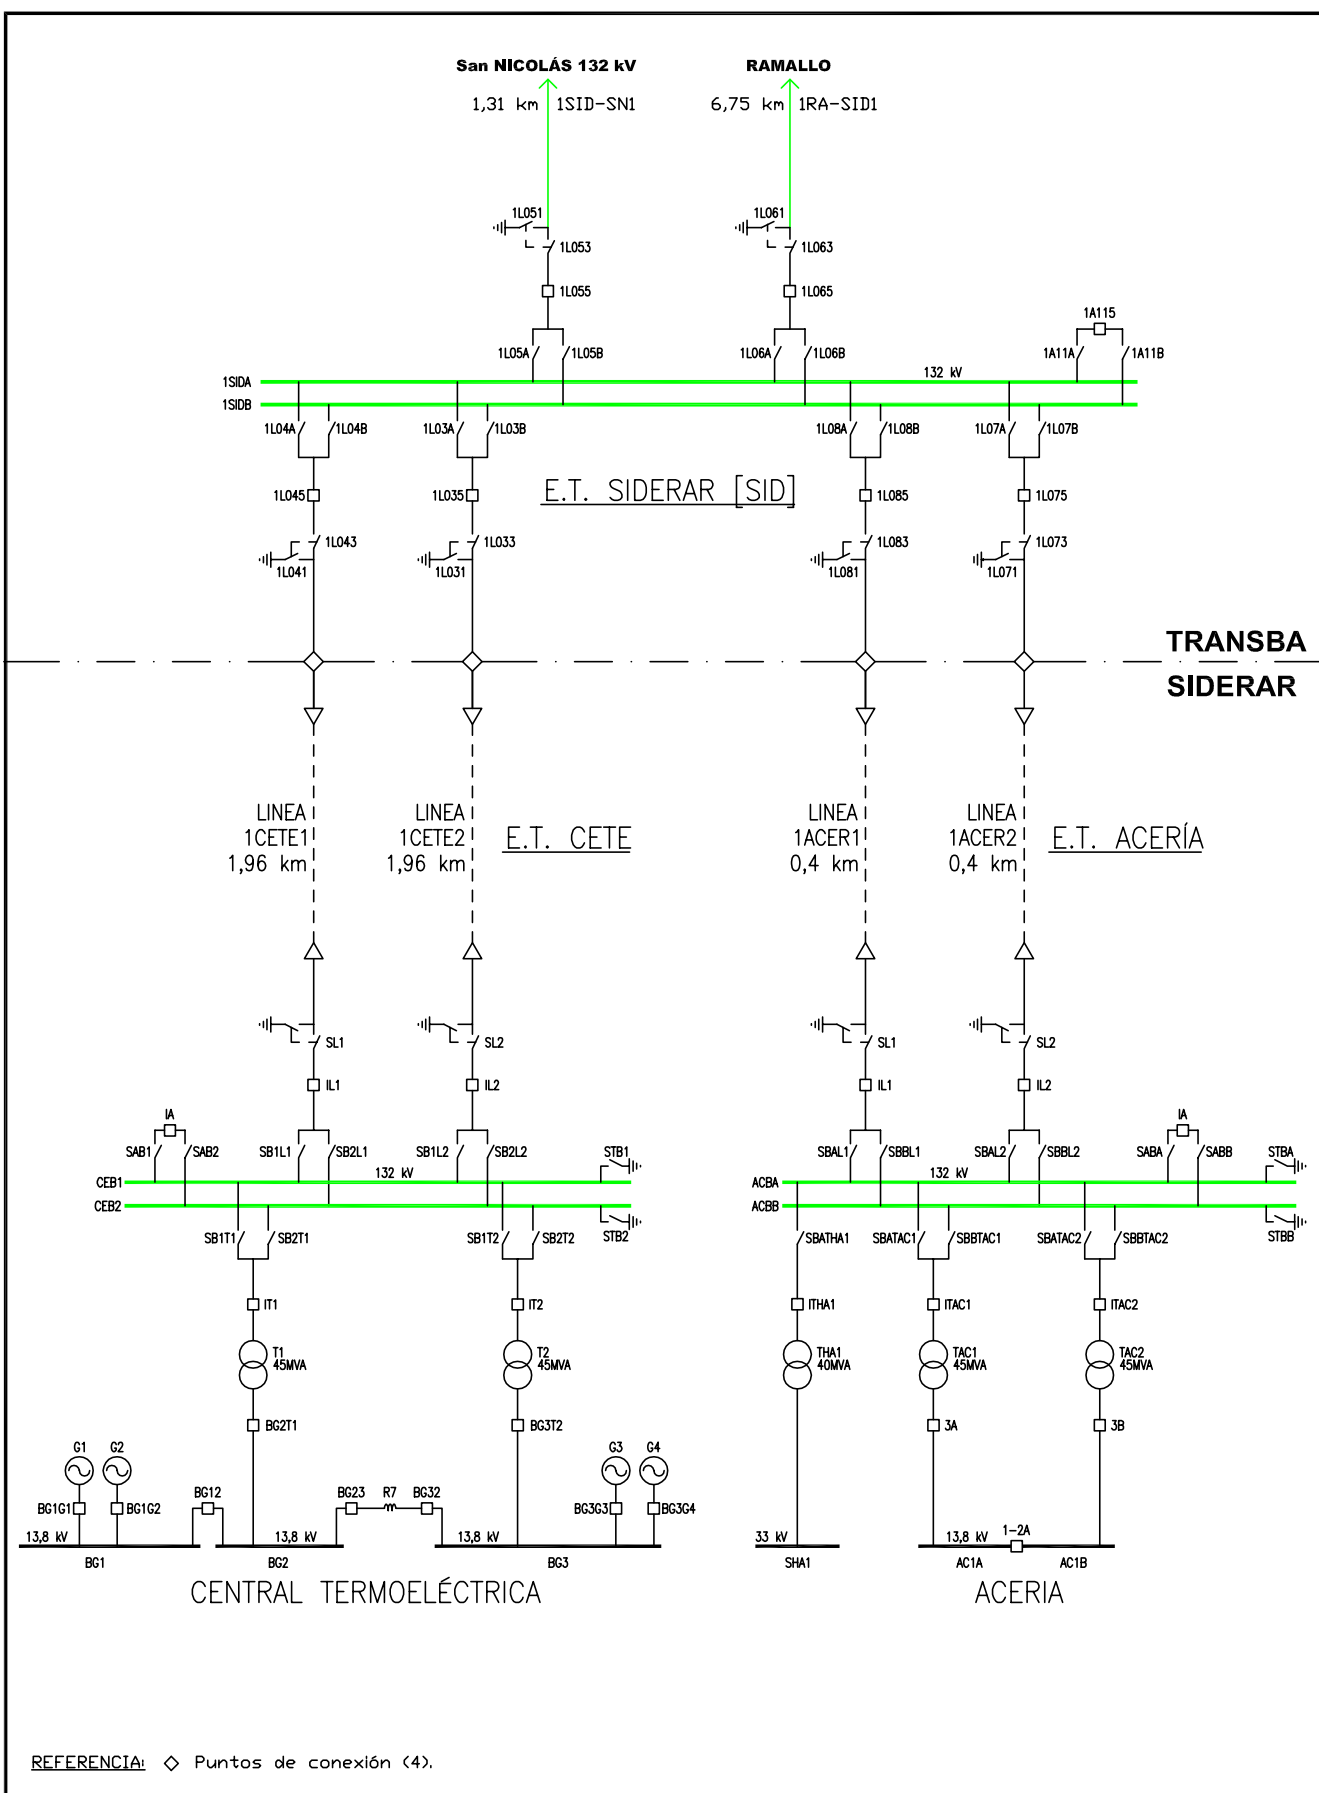 San NICOLÁS 132 kV
RAMALLO
1,31 km 1SID-SN1
6,75 km 1RA-SID1
1L051
1L061
1L053
1L063
1L055
1L065
1A115
1L05A 1L05B
1L06A 1L06B
1A11A 1A11B
1SIDA
132 kV
1SIDB
1L04A 1L04B
1L03A 1L03B
1L08A 1L08B
1L07A 1L07B
E.T. SIDERAR [SID]
1L045
1L035
1L085
1L075
1L043
1L033
1L083
1L073
1L041
1L031
1L081
1L071
TRANSBA
SIDERAR
LINEA
1CETE1
1,96 km
LINEA
1CETE2
1,96 km
E.T. CETE
LINEA
1ACER1
0,4 km
LINEA
1ACER2
0,4 km
E.T. ACERÍA
SL1
SL2
SL1
SL2
IL1
IL2
IL1
IL2
IA
IA
SAB1 SAB2
SB1L1 SB2L1
SB1L2 SB2L2
STB1
SBAL1 SBBL1
SBAL2 SBBL2
SABA SABB
STBA
CEB1
132 kV
ACBA
132 kV
CEB2
ACBB
SB1T1 SB2T1
SB1T2 SB2T2
STB2
SBATHA1
SBATAC1 SBBTAC1
SBATAC2 SBBTAC2
STBB
IT1
IT2
ITHA1
ITAC1
ITAC2
T1
45MVA
T2
45MVA
THA1
40MVA
TAC1
45MVA
TAC2
45MVA
BG2T1
BG3T2
3A
3B
G1 G2
G3 G4
BG1G1 BG1G2
BG12
BG23 R7 BG32
BG3G3 BG3G4
13,8 kV
13,8 kV
13,8 kV
33 kV
13,8 kV
1-2A
BG1
BG2
BG3
SHA1
AC1A
AC1B
CENTRAL TERMOELÉCTRICA
ACERIA
REFERENCIA: Puntos de conexión (4).